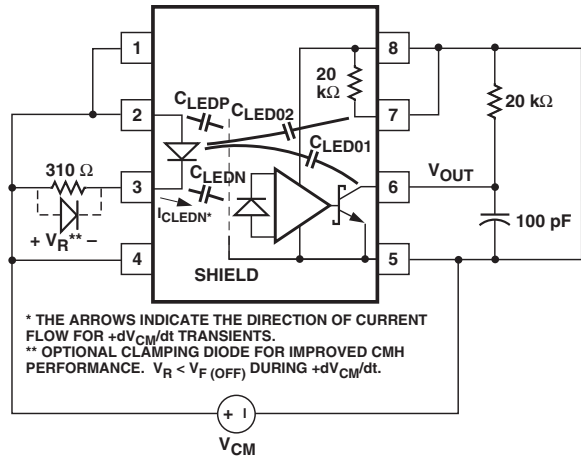 1
8
20
kΩ
CLEDP
CLED02
2
7
20 kΩ
CLED01
310 Ω
CLEDN
VOUT
3
6
ICLEDN*
100 pF
+ VR** –
4
5
SHIELD
* THE ARROWS INDICATE THE DIRECTION OF CURRENT
FLOW FOR +dVCM/dt TRANSIENTS.
** OPTIONAL CLAMPING DIODE FOR IMPROVED CMH
PERFORMANCE. VR < VF (OFF) DURING +dVCM/dt.
+ –
VCM